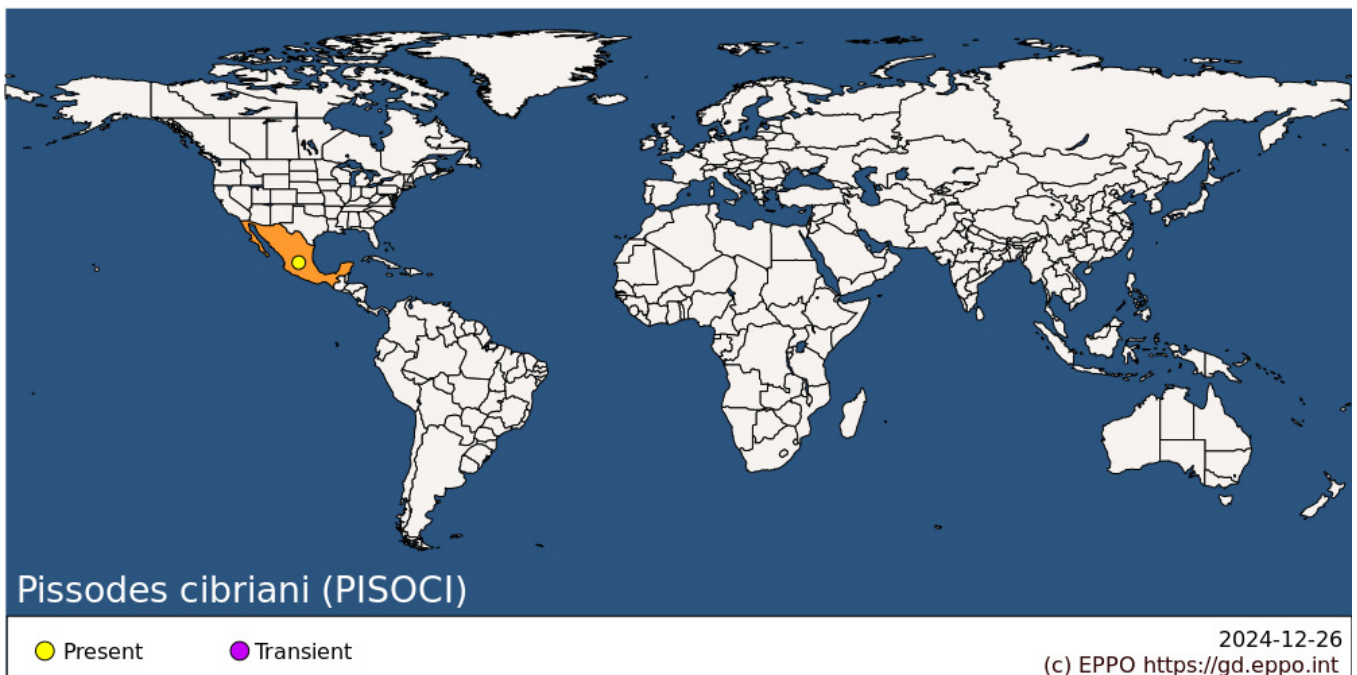 Pissodes cibriani (PISOCI)
Present
Transient
2024-12-26
(c) EPPO https://gd.eppo.int